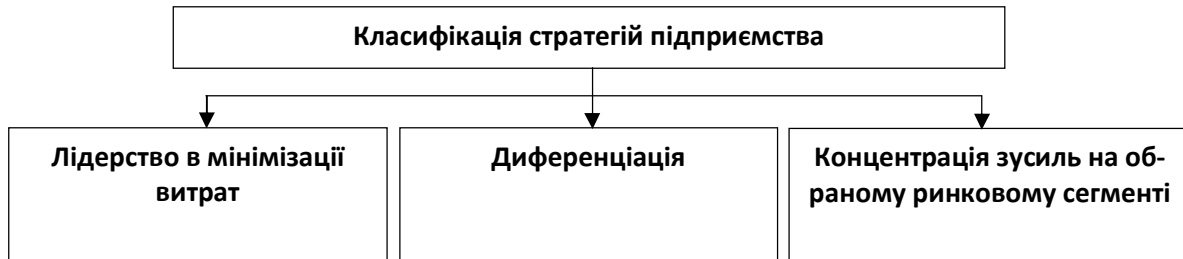 Класифікація стратегій підприємства
Лідерство в мінімізації
витрат
Диференціація
Концентрація зусиль на об-
раному ринковому сегменті